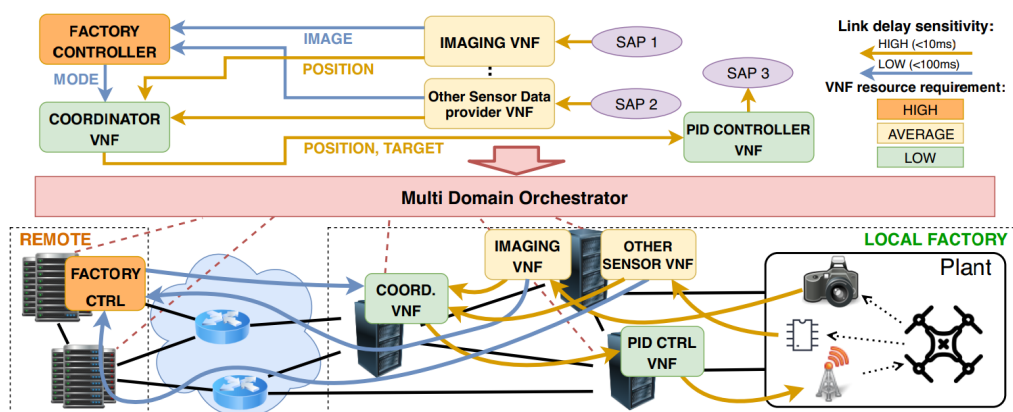 FACTORY
CONTROLLER
IMAGE
IMAGING VNF
SAP 1
Link delay sensitivity:
HIGH (<10ms)
LOW (<100ms)
MODE
POSITION
SAP 3
VNF resource requirement:
Other Sensor Data
provider VNF
SAP 2
HIGH
COORDINATOR
VNF
PID CONTROLLER
VNF
AVERAGE
POSITION, TARGET
LOW
Multi Domain Orchestrator
REMOTE
LOCAL FACTORY
FACTORY
CTRL
IMAGING
VNF
OTHER
SENSOR VNF
Plant
COORD.
VNF
PID CTRL
VNF